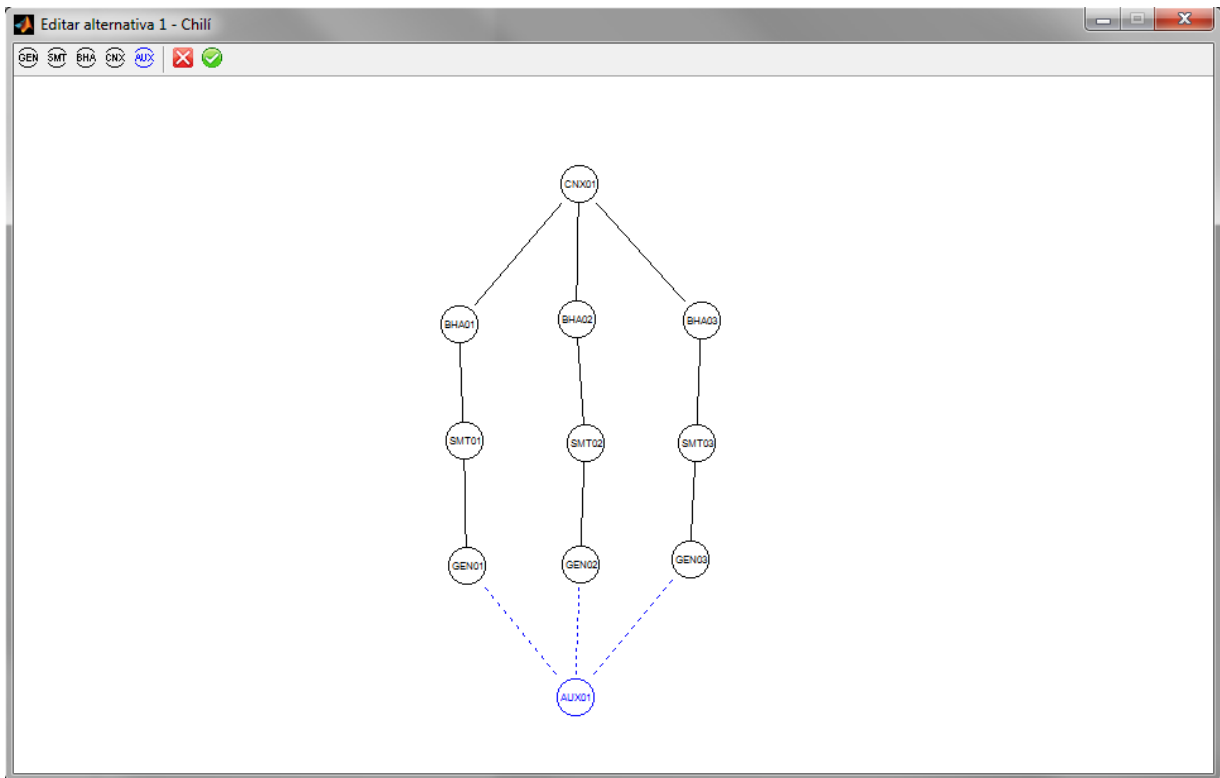 Editar alternativa 1 - Chilí
GEN SMT BHA CNX AUX
CNX01
BHA01 BHA02 BHA03
SMT01 SMT02 SMT03
GEN01 GEN02 GEN03
AUX01